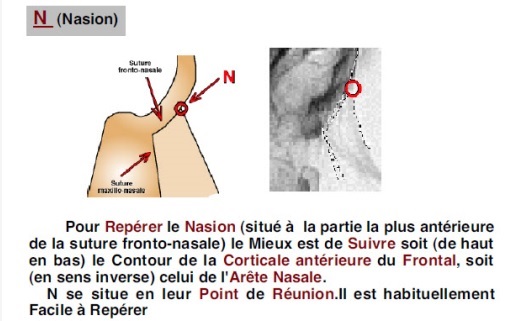 N (Nasion)
Suture
fronto-nasale
N
Suture
maxillo-nasale
Pour Repérer le Nasion (situé à la partie la plus antérieure
de la suture fronto-nasale) le Mieux est de Suivre soit (de haut
en bas) le Contour de la Corticale antérieure du Frontal, soit
(en sens inverse) celui de l'Arête Nasale.
N se situe en leur Point de Réunion.Il est habituellement
Facile à Repérer